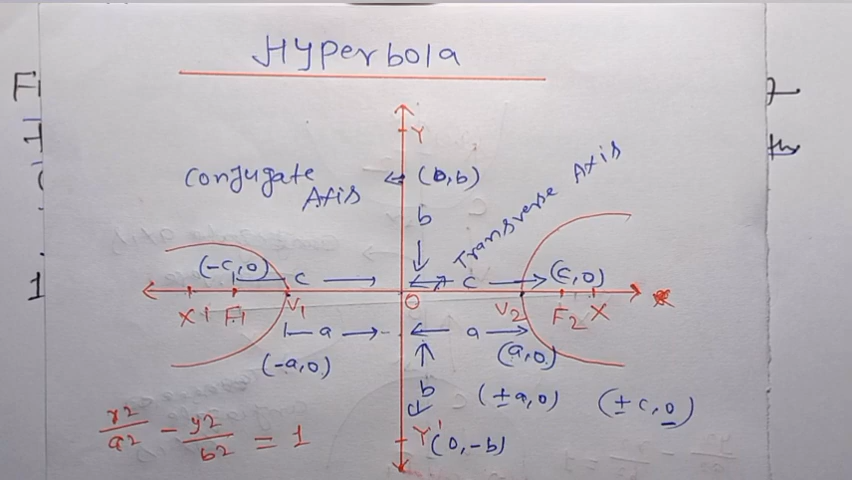 Hyperbola
Y
Conjugate
Axis
(0,b)
b
Transverse Axis
(-c,0)
c
c
(c,0)
X'
F1
V1
O
V2
F2
X
a
a
(-a,0)
(a,0)
b
(±a,0)
(±c,0)
x2/a2 - y2/b2 = 1
Y'
(0,-b)
1